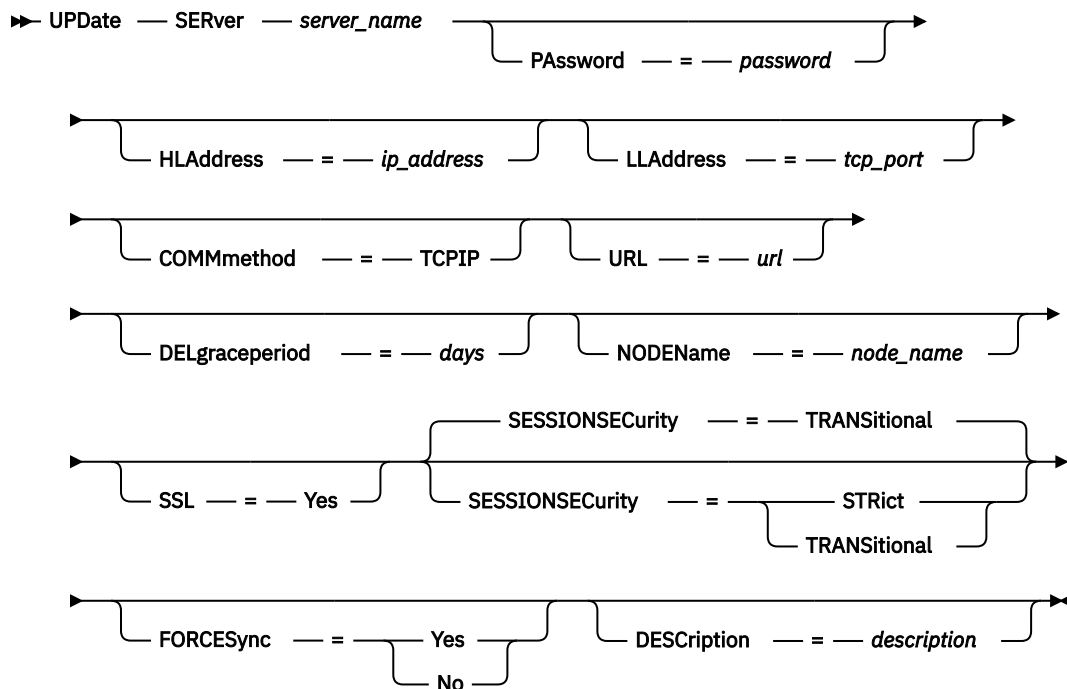 UPDate SERver server_name
PAssword = password
HLAddress = ip_address LLAddress = tcp_port
COMMmethod = TCPIP URL = url
DELgraceperiod = days NODEName = node_name
SESSIONSECurity = TRANSitional
SSL = Yes SESSIONSECurity = STRict
TRANSitional
FORCESync = Yes DESCription = description
No